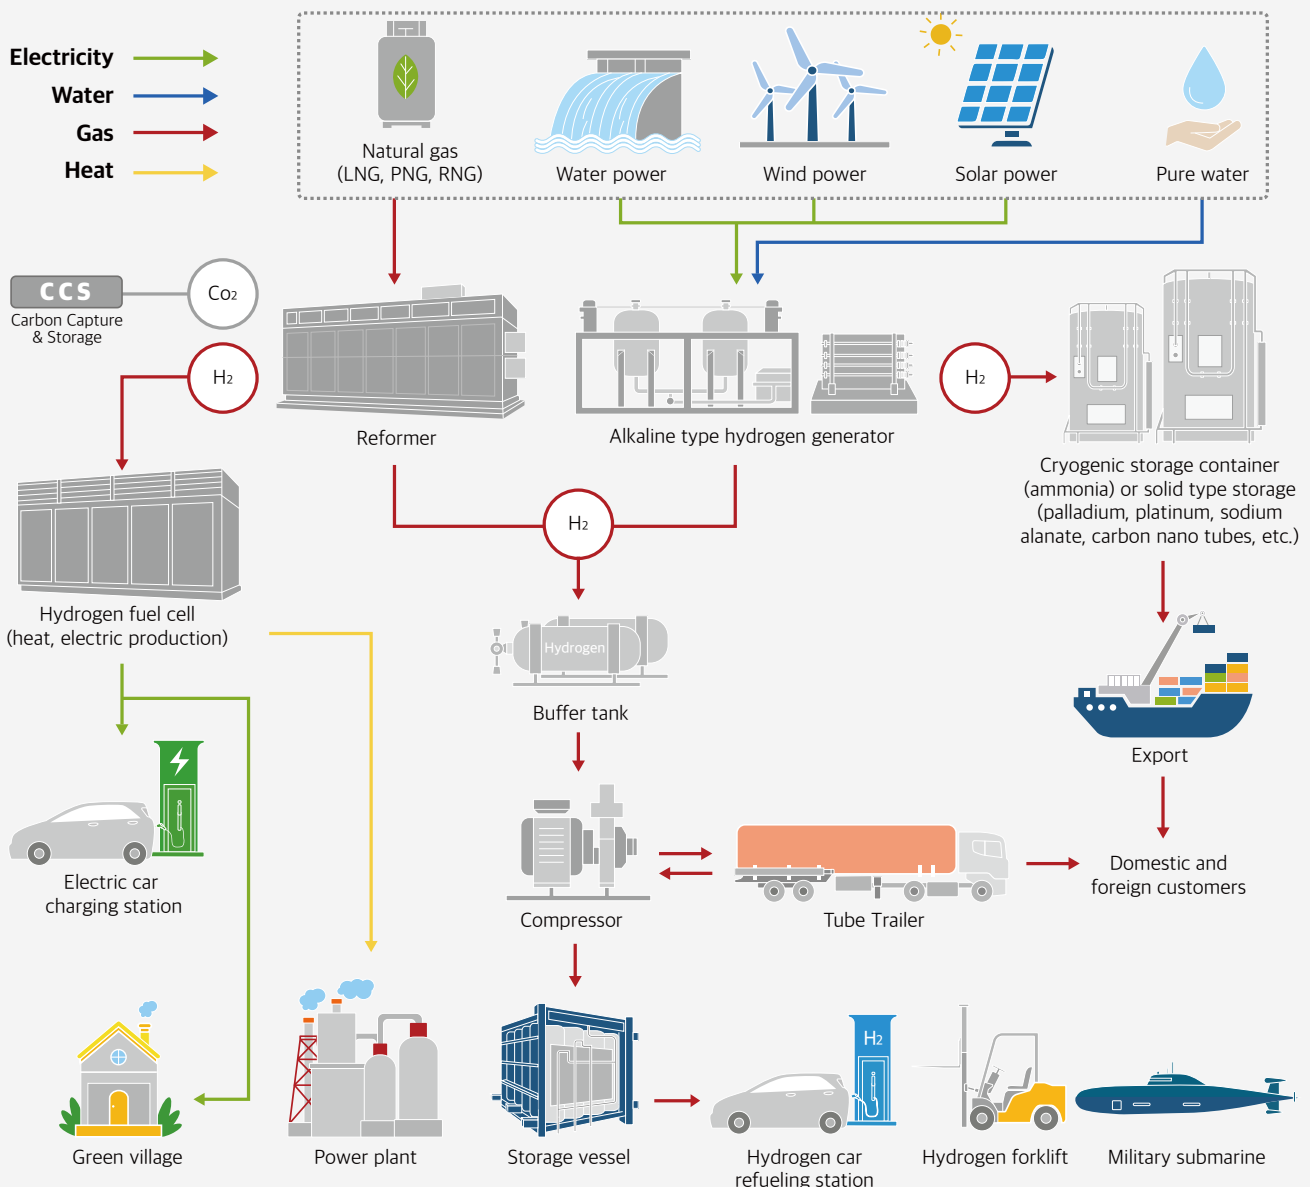 Electricity
Water
Gas
Heat
Natural gas
(LNG, PNG, RNG)
Water power
Wind power
Solar power
Pure water
CCS
Carbon Capture
& Storage
Co2
H2
Reformer
Alkaline type hydrogen generator
H2
Cryogenic storage container
(ammonia) or solid type storage
(palladium, platinum, sodium
alanate, carbon nano tubes, etc.)
H2
Hydrogen fuel cell
(heat, electric production)
Hydrogen
Buffer tank
Export
Electric car
charging station
Compressor
Tube Trailer
Domestic and
foreign customers
Green village
Power plant
Storage vessel
H2
Hydrogen car
refueling station
Hydrogen forklift
Military submarine